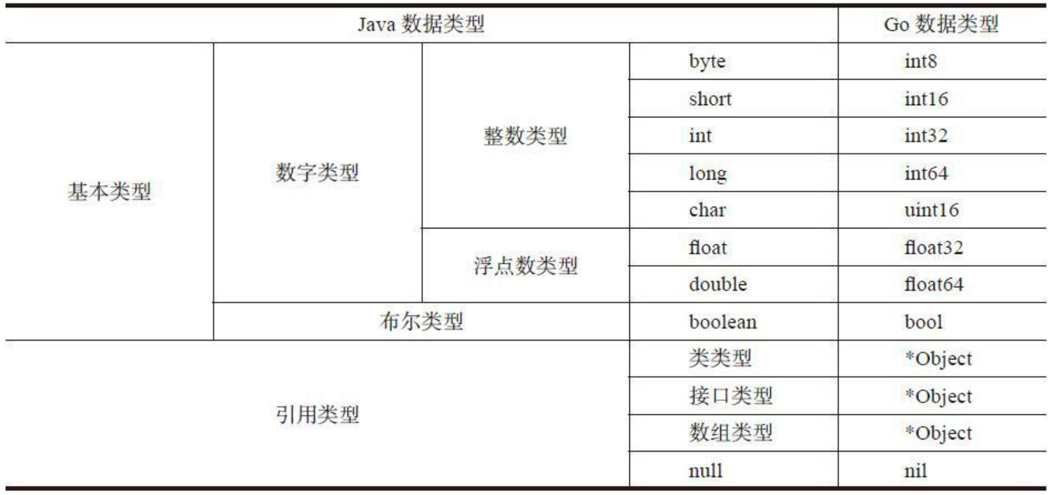 Java 数据类型 Go 数据类型
基本类型 数字类型 整数类型 byte int8
short int16
int int32
long int64
char uint16
浮点数类型 float float32
double float64
布尔类型 boolean bool
引用类型 类类型 *Object
接口类型 *Object
数组类型 *Object
null nil